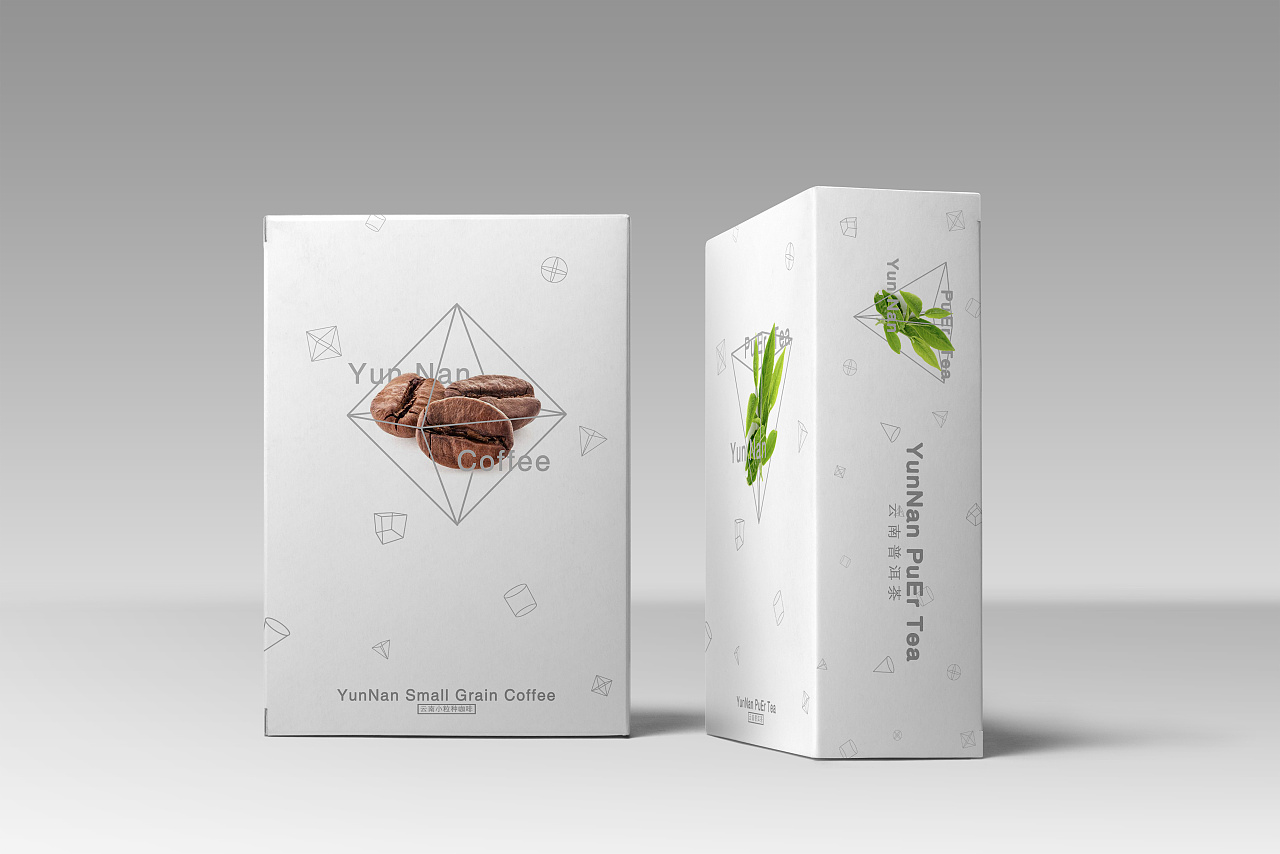 Yun Nan
Coffee
YunNan Small Grain Coffee
云南小粒种咖啡
PuEr Tea
YunNan
YunNan PuEr Tea
YunNan
PuEr Tea
YunNan PuEr Tea
云南普洱茶